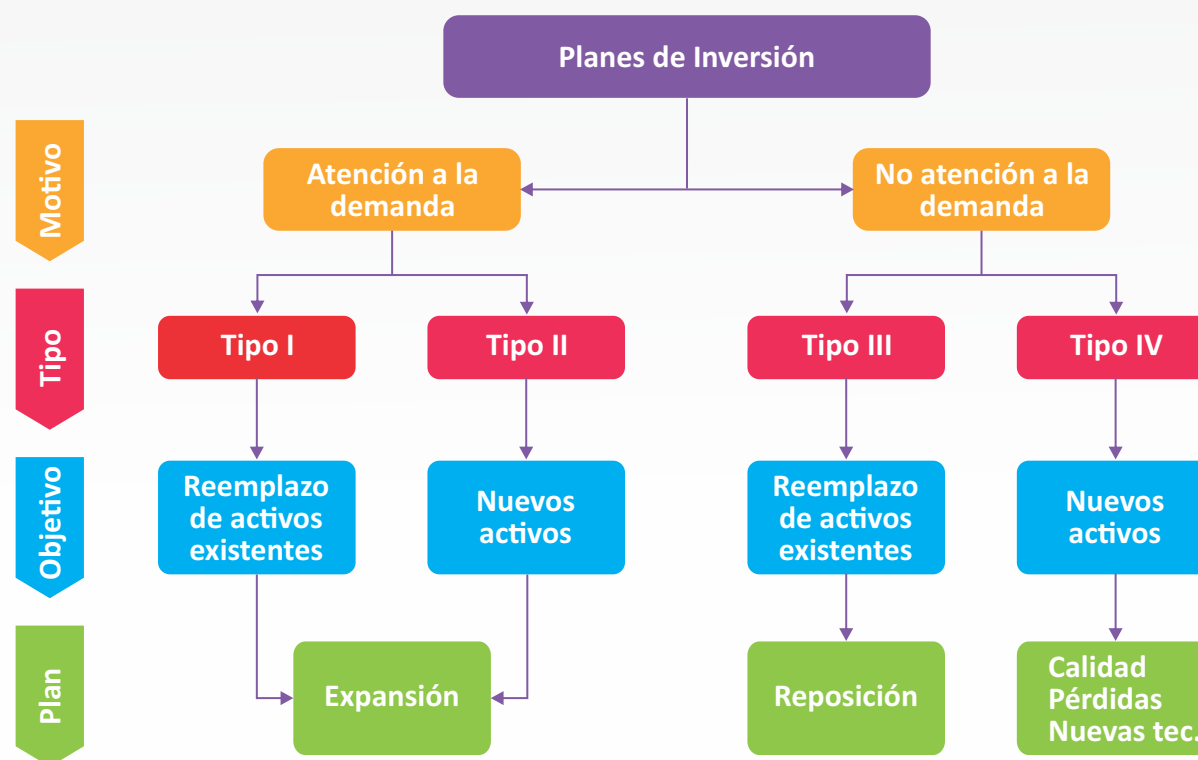 Planes de Inversión
Motivo
Atención a la
demanda
No atención a la
demanda
Tipo
Tipo I
Tipo II
Tipo III
Tipo IV
Objetivo
Reemplazo
de activos
existentes
Nuevos
activos
Reemplazo
de activos
existentes
Nuevos
activos
Plan
Expansión
Reposición
Calidad
Pérdidas
Nuevas tec.